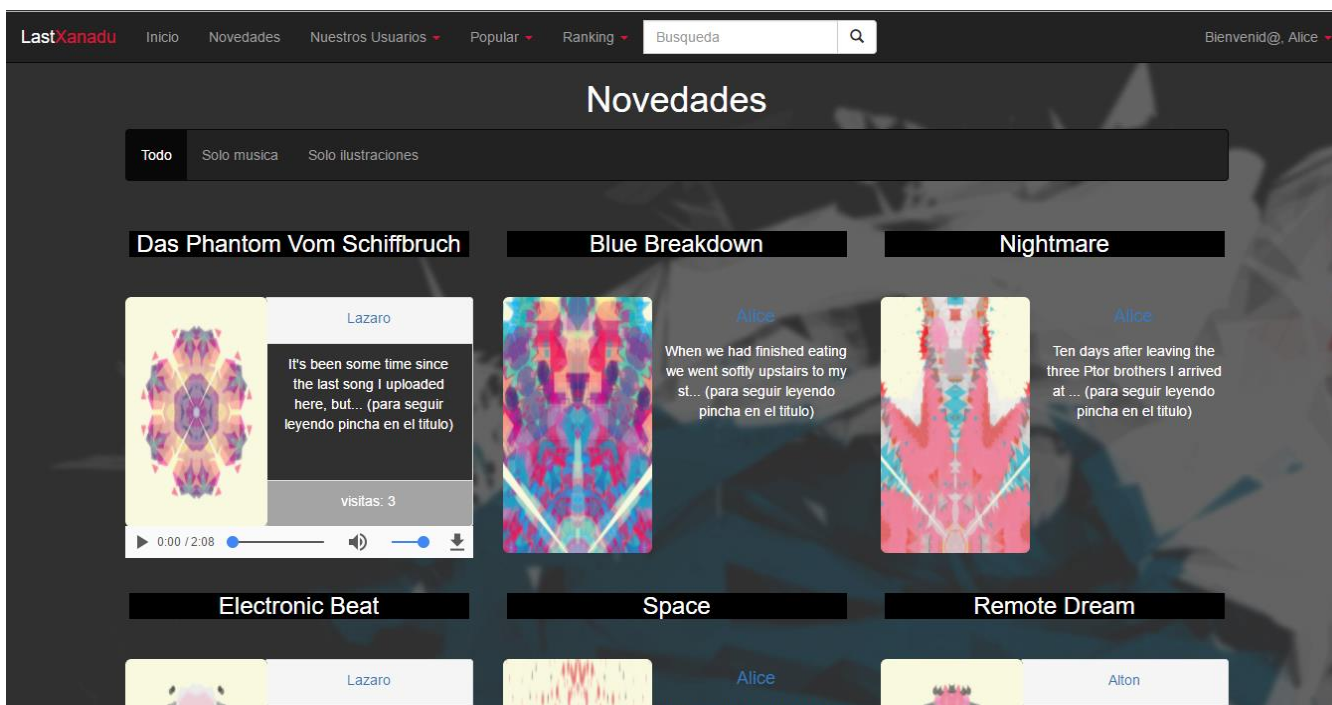 LastXanadu Inicio Novedades Nuestros Usuarios Popular Ranking Busqueda Bienvenid@, Alice
Novedades
Todo Solo musica Solo ilustraciones
Das Phantom Vom Schiffbruch
Lazaro
It's been some time since
the last song I uploaded
here, but... (para seguir
leyendo pincha en el titulo)
visitas: 3
0:00 / 2:08
Blue Breakdown
Alice
When we had finished eating
we went softly upstairs to my
st... (para seguir leyendo
pincha en el titulo)
Nightmare
Alice
Ten days after leaving the
three Ptor brothers I arrived
at ... (para seguir leyendo
pincha en el titulo)
Electronic Beat
Lazaro
Space
Alice
Remote Dream
Alton